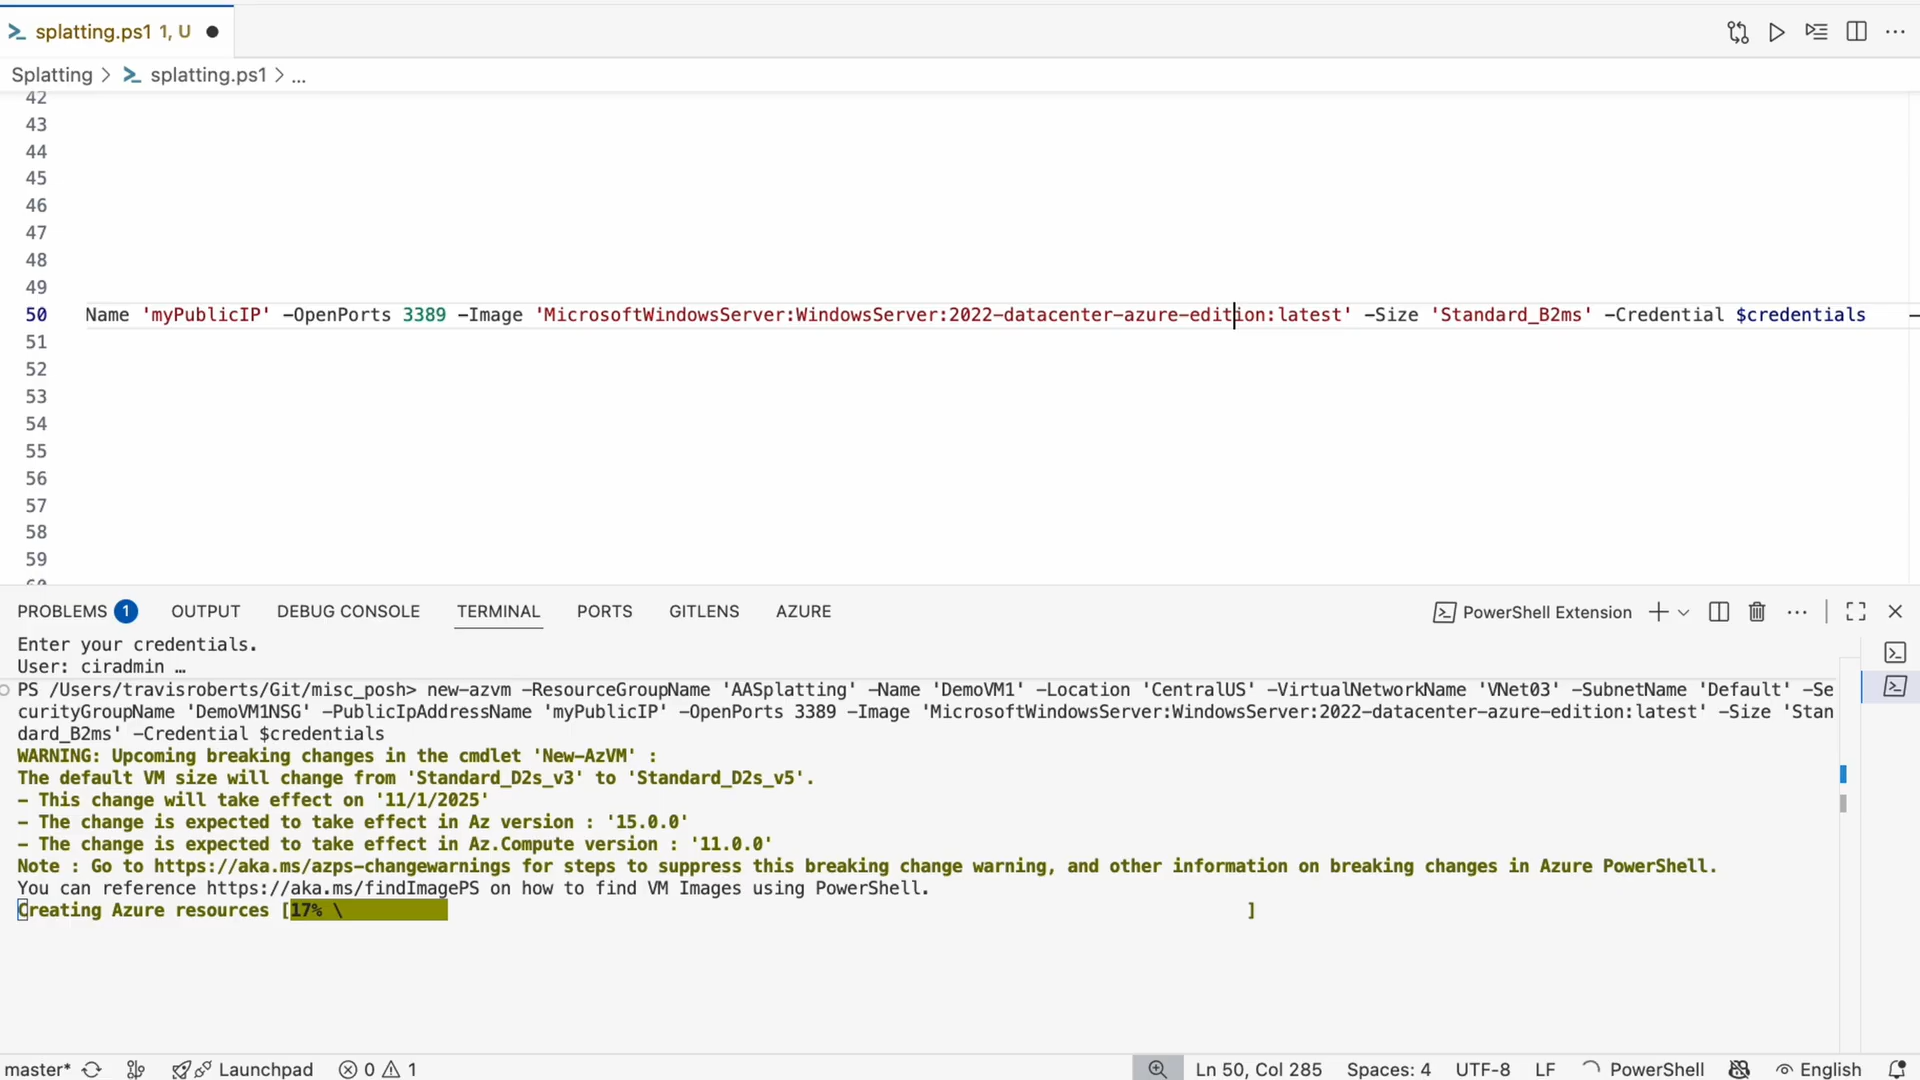 splatting.ps1 1, U
Splatting > splatting.ps1 > ...
42
43
44
45
46
47
48
49
50 Name 'myPublicIP' -OpenPorts 3389 -Image 'MicrosoftWindowsServer:WindowsServer:2022-datacenter-azure-edition:latest' -Size 'Standard_B2ms' -Credential $credentials -
51
52
53
54
55
56
57
58
59
60
PROBLEMS 1 OUTPUT DEBUG CONSOLE TERMINAL PORTS GITLENS AZURE PowerShell Extension
Enter your credentials.
User: ciradmin …
PS /Users/travisroberts/Git/misc_posh> new-azvm -ResourceGroupName 'AASplatting' -Name 'DemoVM1' -Location 'CentralUS' -VirtualNetworkName 'VNet03' -SubnetName 'Default' -Se
curityGroupName 'DemoVM1NSG' -PublicIpAddressName 'myPublicIP' -OpenPorts 3389 -Image 'MicrosoftWindowsServer:WindowsServer:2022-datacenter-azure-edition:latest' -Size 'Stan
dard_B2ms' -Credential $credentials
WARNING: Upcoming breaking changes in the cmdlet 'New-AzVM' :
The default VM size will change from 'Standard_D2s_v3' to 'Standard_D2s_v5'.
- This change will take effect on '11/1/2025'
- The change is expected to take effect in Az version : '15.0.0'
- The change is expected to take effect in Az.Compute version : '11.0.0'
Note : Go to https://aka.ms/azps-changewarnings for steps to suppress this breaking change warning, and other information on breaking changes in Azure PowerShell.
You can reference https://aka.ms/findImagePS on how to find VM Images using PowerShell.
Creating Azure resources [17% \ ]
master* Launchpad 0 1 Ln 50, Col 285 Spaces: 4 UTF-8 LF PowerShell English